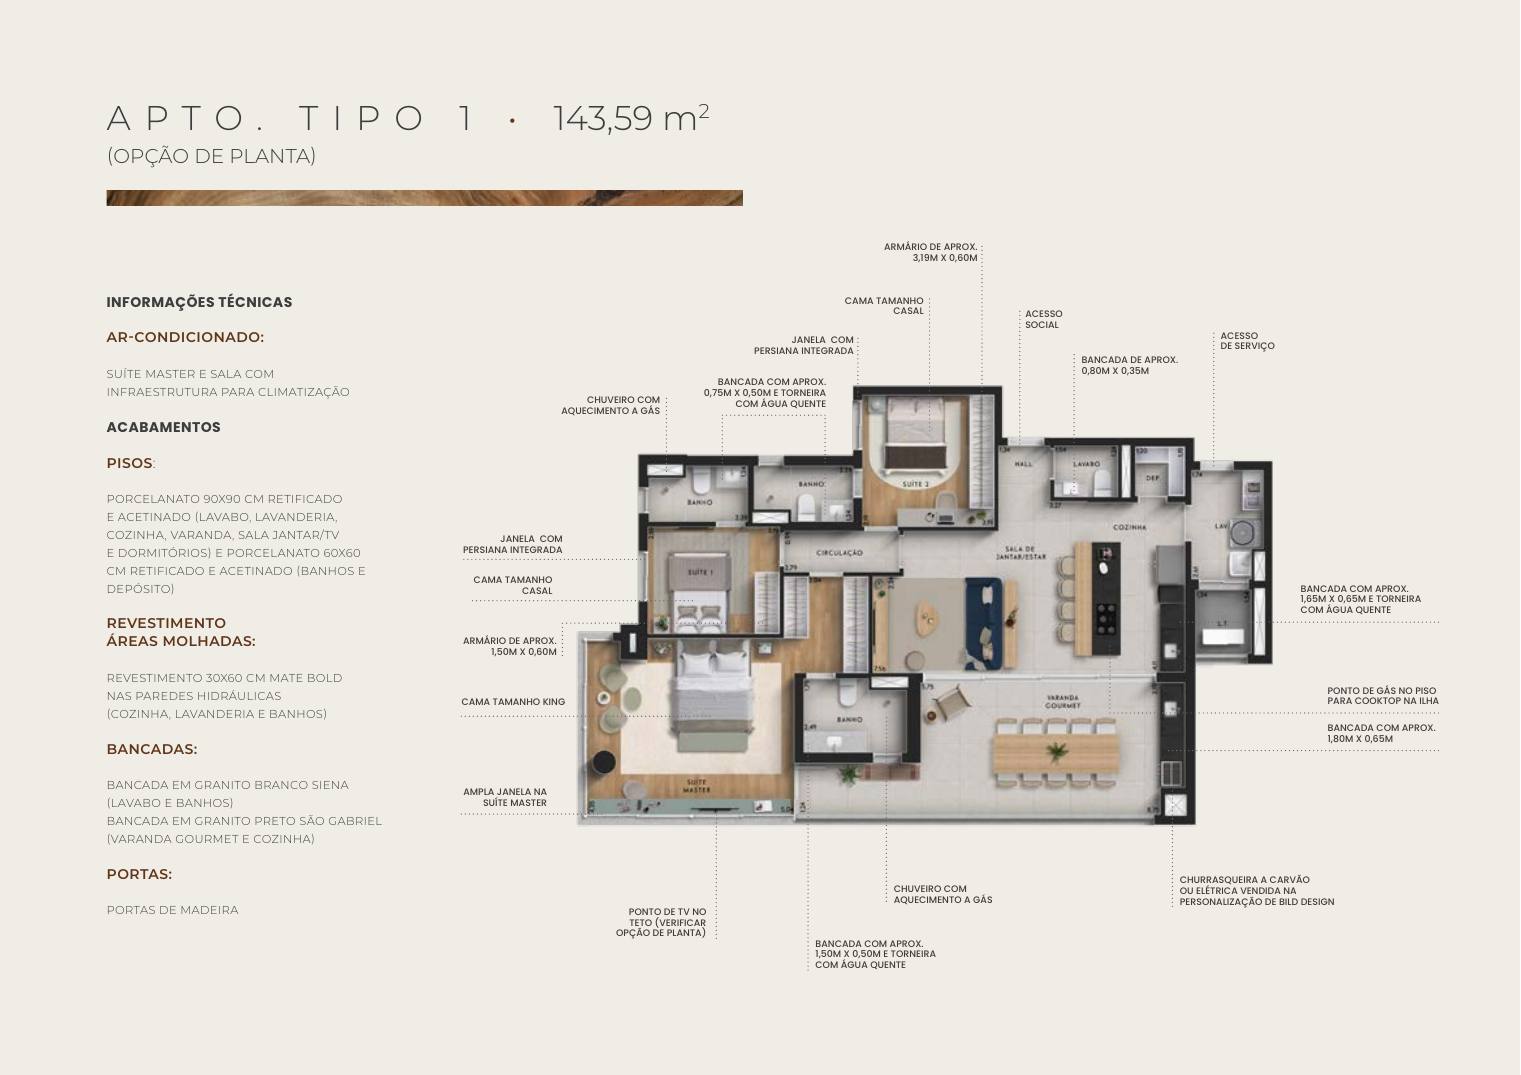 APTO. TIPO 1 • 143,59 m²
(OPÇÃO DE PLANTA)
INFORMAÇÕES TÉCNICAS
AR-CONDICIONADO:
SUÍTE MASTER E SALA COM
INFRAESTRUTURA PARA CLIMATIZAÇÃO
ACABAMENTOS
PISOS:
PORCELANATO 90X90 CM RETIFICADO
E ACETINADO (LAVABO, LAVANDERIA,
COZINHA, VARANDA, SALA JANTAR/TV
E DORMITÓRIOS) E PORCELANATO 60X60
CM RETIFICADO E ACETINADO (BANHOS E
DEPÓSITO)
REVESTIMENTO
ÁREAS MOLHADAS:
REVESTIMENTO 30X60 CM MATE BOLD
NAS PAREDES HIDRÁULICAS
(COZINHA, LAVANDERIA E BANHOS)
BANCADAS:
BANCADA EM GRANITO BRANCO SIENA
(LAVABO E BANHOS)
BANCADA EM GRANITO PRETO SÃO GABRIEL
(VARANDA GOURMET E COZINHA)
PORTAS:
PORTAS DE MADEIRA
ARMÁRIO DE APROX.
3,19M X 0,60M
CAMA TAMANHO
CASAL
ACESSO
SOCIAL
JANELA COM
PERSIANA INTEGRADA
ACESSO
DE SERVIÇO
BANCADA DE APROX.
0,80M X 0,35M
BANCADA COM APROX.
0,75M X 0,50M E TORNEIRA
COM ÁGUA QUENTE
CHUVEIRO COM
AQUECIMENTO A GÁS
HALL
LAVABO
DEP.
SUÍTE 2
BANHO
BANHO
COZINHA
LAV.
CIRCULAÇÃO
SALA DE
JANTAR/ESTAR
SUÍTE 1
L.T.
JANELA COM
PERSIANA INTEGRADA
CAMA TAMANHO
CASAL
ARMÁRIO DE APROX.
1,50M X 0,60M
CAMA TAMANHO KING
AMPLA JANELA NA
SUÍTE MASTER
BANCADA COM APROX.
1,65M X 0,65M E TORNEIRA
COM ÁGUA QUENTE
PONTO DE GÁS NO PISO
PARA COOKTOP NA ILHA
BANCADA COM APROX.
1,80M X 0,65M
VARANDA
GOURMET
BANHO
SUÍTE
MASTER
CHURRASQUEIRA A CARVÃO
OU ELÉTRICA VENDIDA NA
PERSONALIZAÇÃO DE BILD DESIGN
CHUVEIRO COM
AQUECIMENTO A GÁS
PONTO DE TV NO
TETO (VERIFICAR
OPÇÃO DE PLANTA)
BANCADA COM APROX.
1,50M X 0,50M E TORNEIRA
COM ÁGUA QUENTE